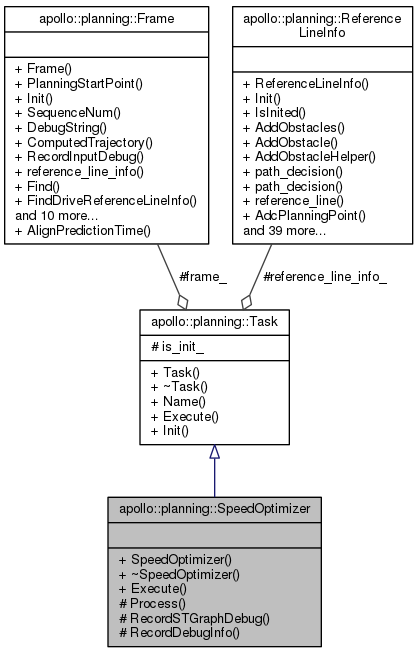 apollo::planning::Frame
+ Frame()
+ PlanningStartPoint()
+ Init()
+ SequenceNum()
+ DebugString()
+ ComputedTrajectory()
+ RecordInputDebug()
+ reference_line_info()
+ Find()
+ FindDriveReferenceLineInfo()
and 10 more...
+ AlignPredictionTime()
apollo::planning::Reference
LineInfo
+ ReferenceLineInfo()
+ Init()
+ IsInited()
+ AddObstacles()
+ AddObstacle()
+ AddObstacleHelper()
+ path_decision()
+ path_decision()
+ reference_line()
+ AdcPlanningPoint()
and 39 more...
#frame_
#reference_line_info_
apollo::planning::Task
# is_init_
+ Task()
+ ~Task()
+ Name()
+ Execute()
+ Init()
apollo::planning::SpeedOptimizer
+ SpeedOptimizer()
+ ~SpeedOptimizer()
+ Execute()
# Process()
# RecordSTGraphDebug()
# RecordDebugInfo()